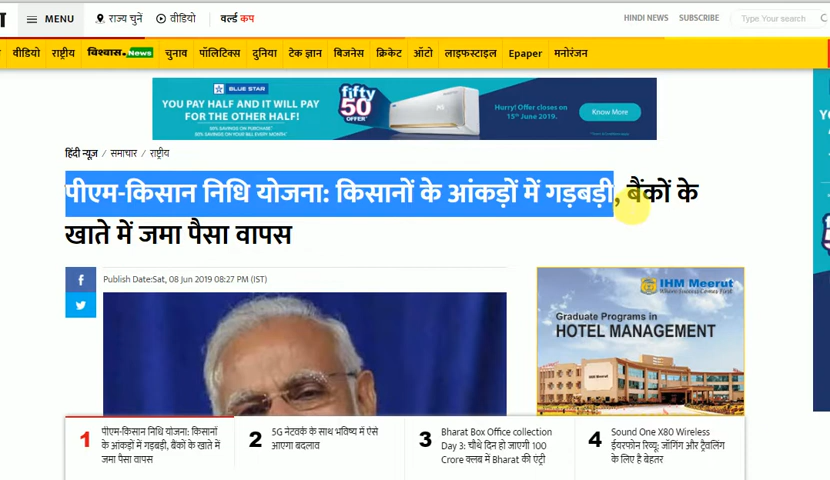 MENU राज्य चुनें वीडियो वर्ल्ड कप HINDI NEWS SUBSCRIBE Type Your search
वीडियो राष्ट्रीय विश्वास.News चुनाव पॉलिटिक्स दुनिया टेक ज्ञान बिजनेस क्रिकेट ऑटो लाइफस्टाइल Epaper मनोरंजन
BLUE STAR
YOU PAY HALF AND IT WILL PAY
FOR THE OTHER HALF!
fifty
50
OFFER
Hurry! Offer closes on
15th June 2019.
Know More
हिंदी न्यूज़ / समाचार / राष्ट्रीय
पीएम-किसान निधि योजना: किसानों के आंकड़ों में गड़बड़ी, बैंकों के
खाते में जमा पैसा वापस
Publish Date:Sat, 08 Jun 2019 08:27 PM (IST)
IHM Meerut
Graduate Programs in
HOTEL MANAGEMENT
1 पीएम-किसान निधि योजना: किसानों
के आंकड़ों में गड़बड़ी, बैंकों के खाते में
जमा पैसा वापस
2 5G नेटवर्क के साथ भविष्य में ऐसे
आएगा बदलाव
3 Bharat Box Office collection
Day 3: चौथे दिन हो जाएगी 100
Crore क्लब में Bharat की एंट्री
4 Sound One X80 Wireless
ईयरफोन रिव्यू: जॉगिंग और ट्रैवलिंग
के लिए है बेहतर